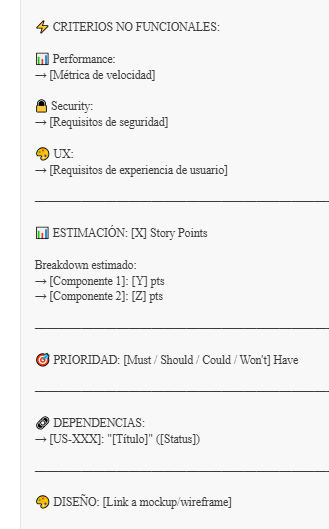 ⚡ CRITERIOS NO FUNCIONALES:
📊 Performance:
→ [Métrica de velocidad]
🔒 Security:
→ [Requisitos de seguridad]
🎨 UX:
→ [Requisitos de experiencia de usuario]
📊 ESTIMACIÓN: [X] Story Points
Breakdown estimado:
→ [Componente 1]: [Y] pts
→ [Componente 2]: [Z] pts
🎯 PRIORIDAD: [Must / Should / Could / Won't] Have
🔗 DEPENDENCIAS:
→ [US-XXX]: "[Título]" ([Status])
🎨 DISEÑO: [Link a mockup/wireframe]